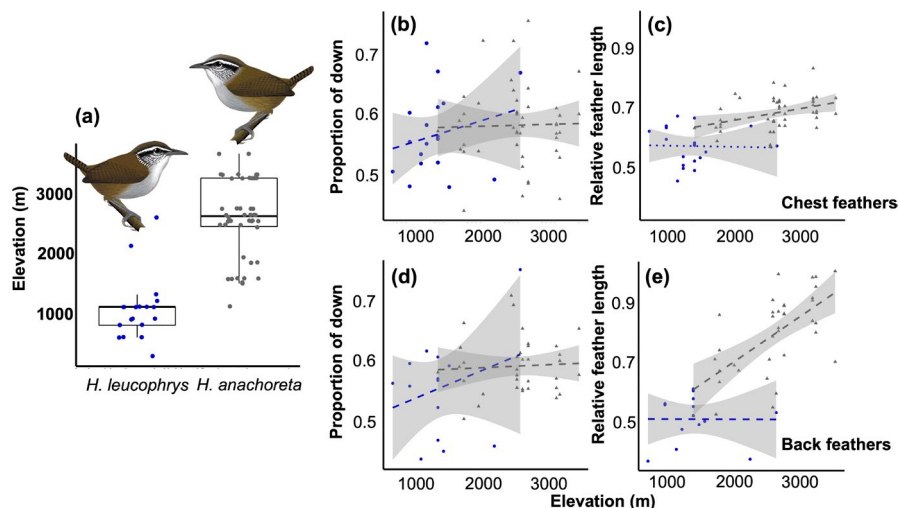 (a)
Elevation (m)
3000
2000
1000
H. leucophrys H. anachoreta
(b)
Proportion of down
0.7
0.6
0.5
1000 2000 3000
(c)
Relative feather length
0.9
0.7
0.5
1000 2000 3000
Chest feathers
(d)
Proportion of down
0.7
0.6
0.5
1000 2000 3000
(e)
Relative feather length
0.9
0.7
0.5
1000 2000 3000
Back feathers
Elevation (m)